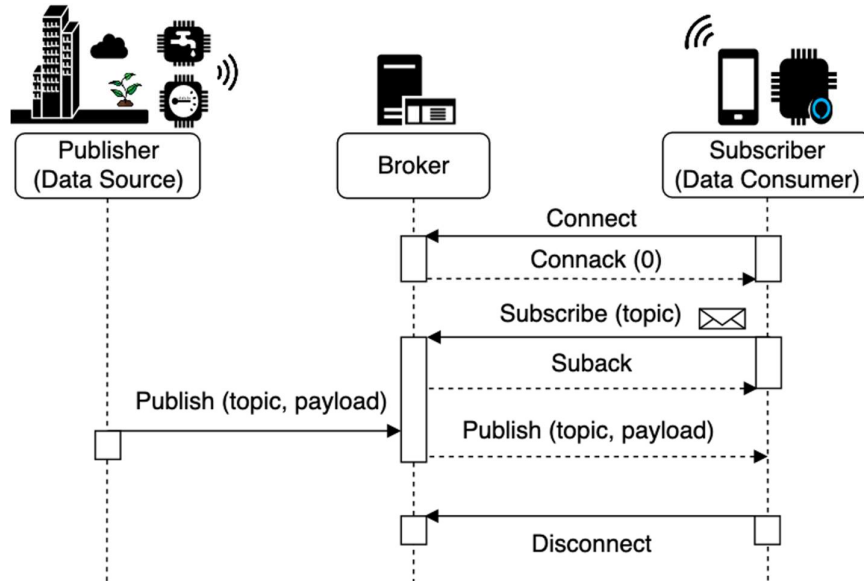 Publisher
(Data Source)
Broker
Subscriber
(Data Consumer)
Connect
Connack (0)
Subscribe (topic)
Suback
Publish (topic, payload)
Publish (topic, payload)
Disconnect